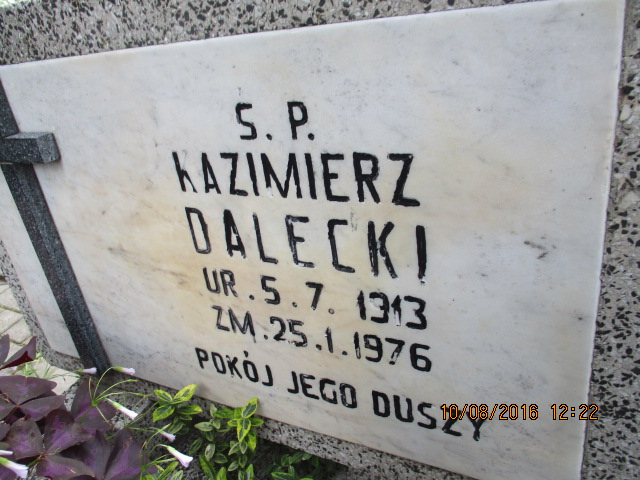 S. P.
KAZIMIERZ
DALECKI
UR. 5. 7. 1913
ZM. 25. 1. 1976
POKÓJ JEGO DUSZY
10/08/2016 12:22